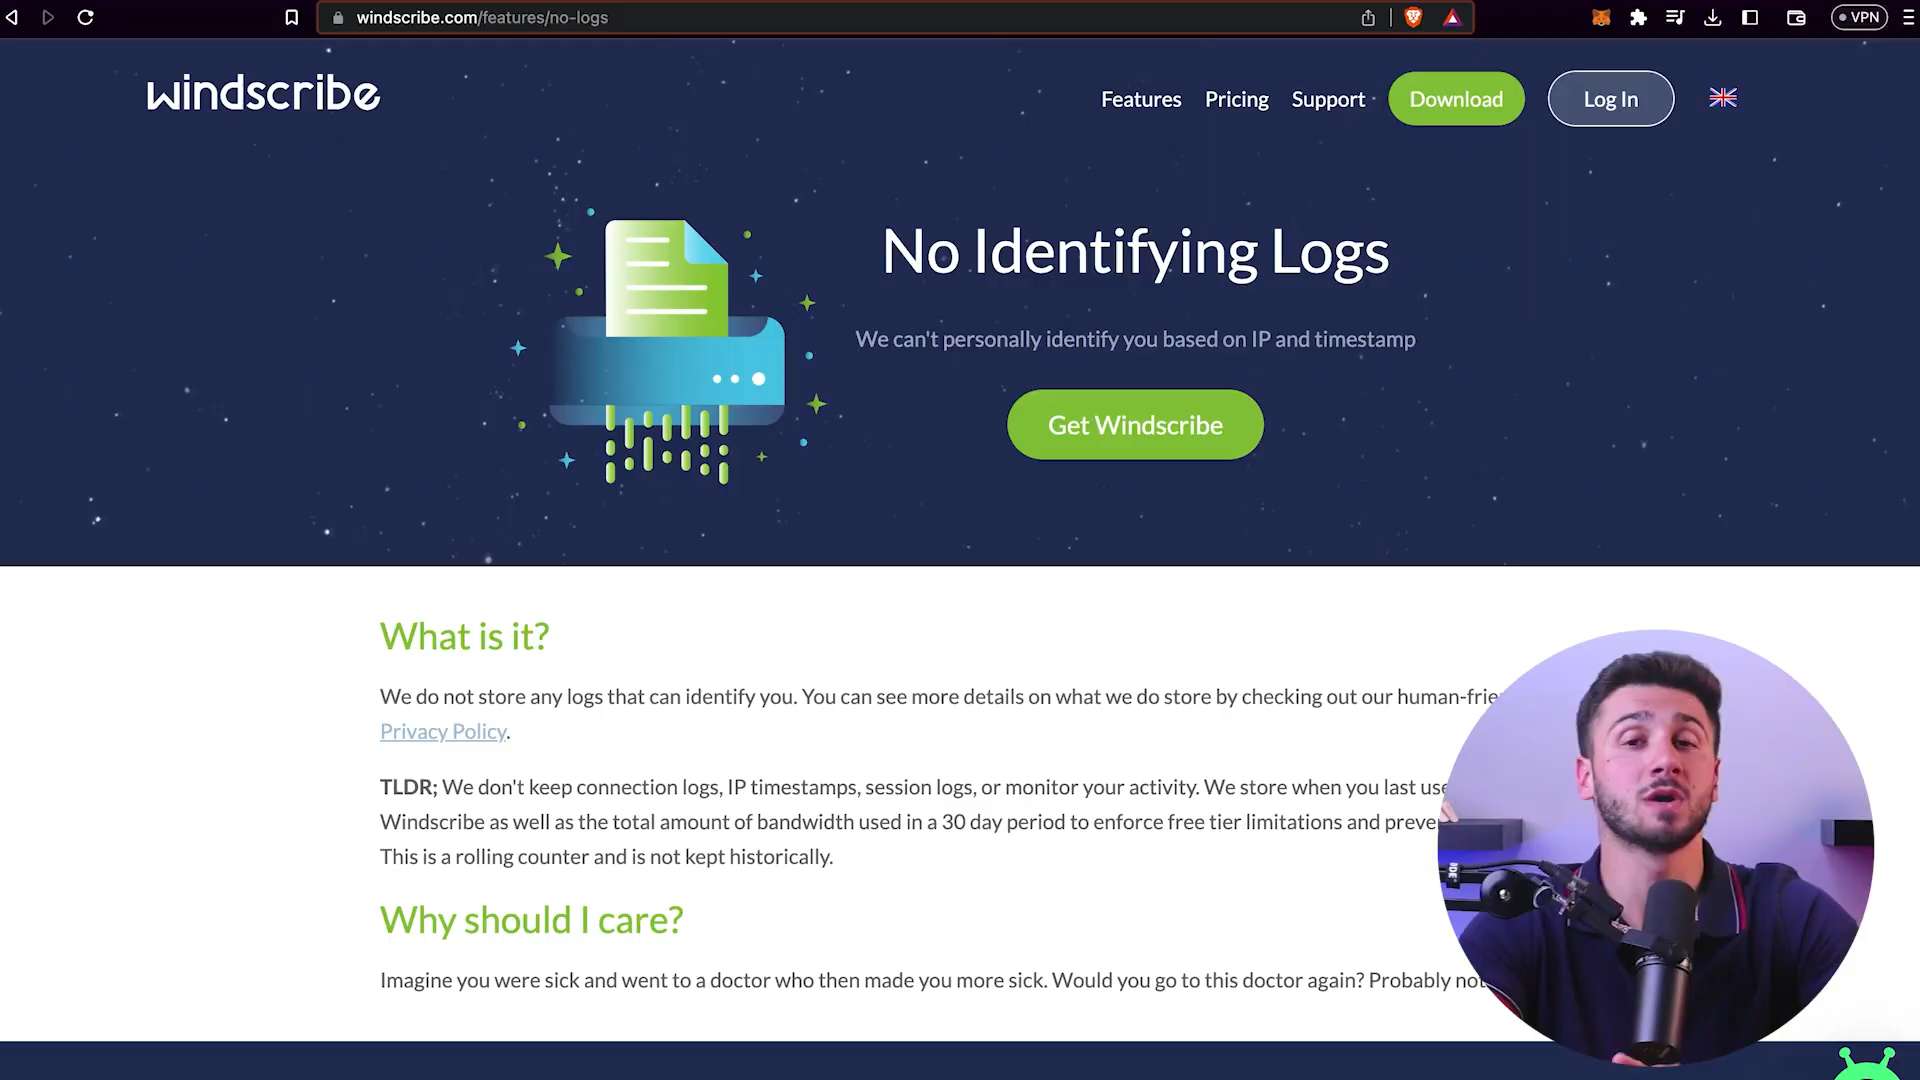 windscribe.com/features/no-logs
VPN
windscribe
Features
Pricing
Support
Download
Log In
No Identifying Logs
We can't personally identify you based on IP and timestamp
Get Windscribe
What is it?
We do not store any logs that can identify you. You can see more details on what we do store by checking out our
Privacy Policy.
TLDR; We don't keep connection logs, IP timestamps, session logs, or monitor your activity. We store when you last
Windscribe as well as the total amount of bandwidth used in a 30 day period to enforce free tier limitations and
This is a rolling counter and is not kept historically.
Why should I care?
Imagine you were sick and went to a doctor who then made you more sick. Would you go to this doctor again? Probably